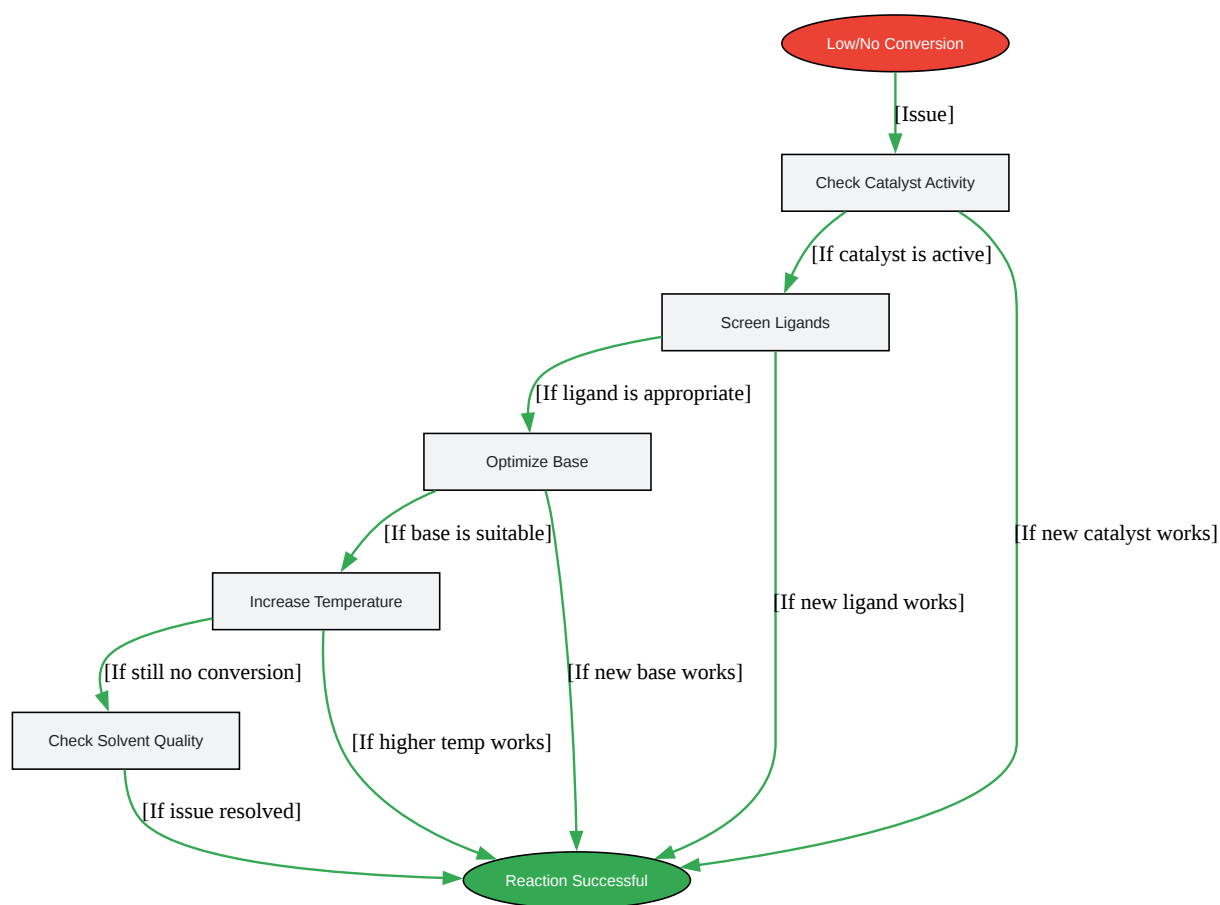 Low/No Conversion
[Issue]
Check Catalyst Activity
[If catalyst is active]
Screen Ligands
[If ligand is appropriate]
Optimize Base
[If base is suitable]
[If new catalyst works]
Increase Temperature
[If new ligand works]
[If still no conversion]
[If new base works]
Check Solvent Quality
[If higher temp works]
[If issue resolved]
Reaction Successful